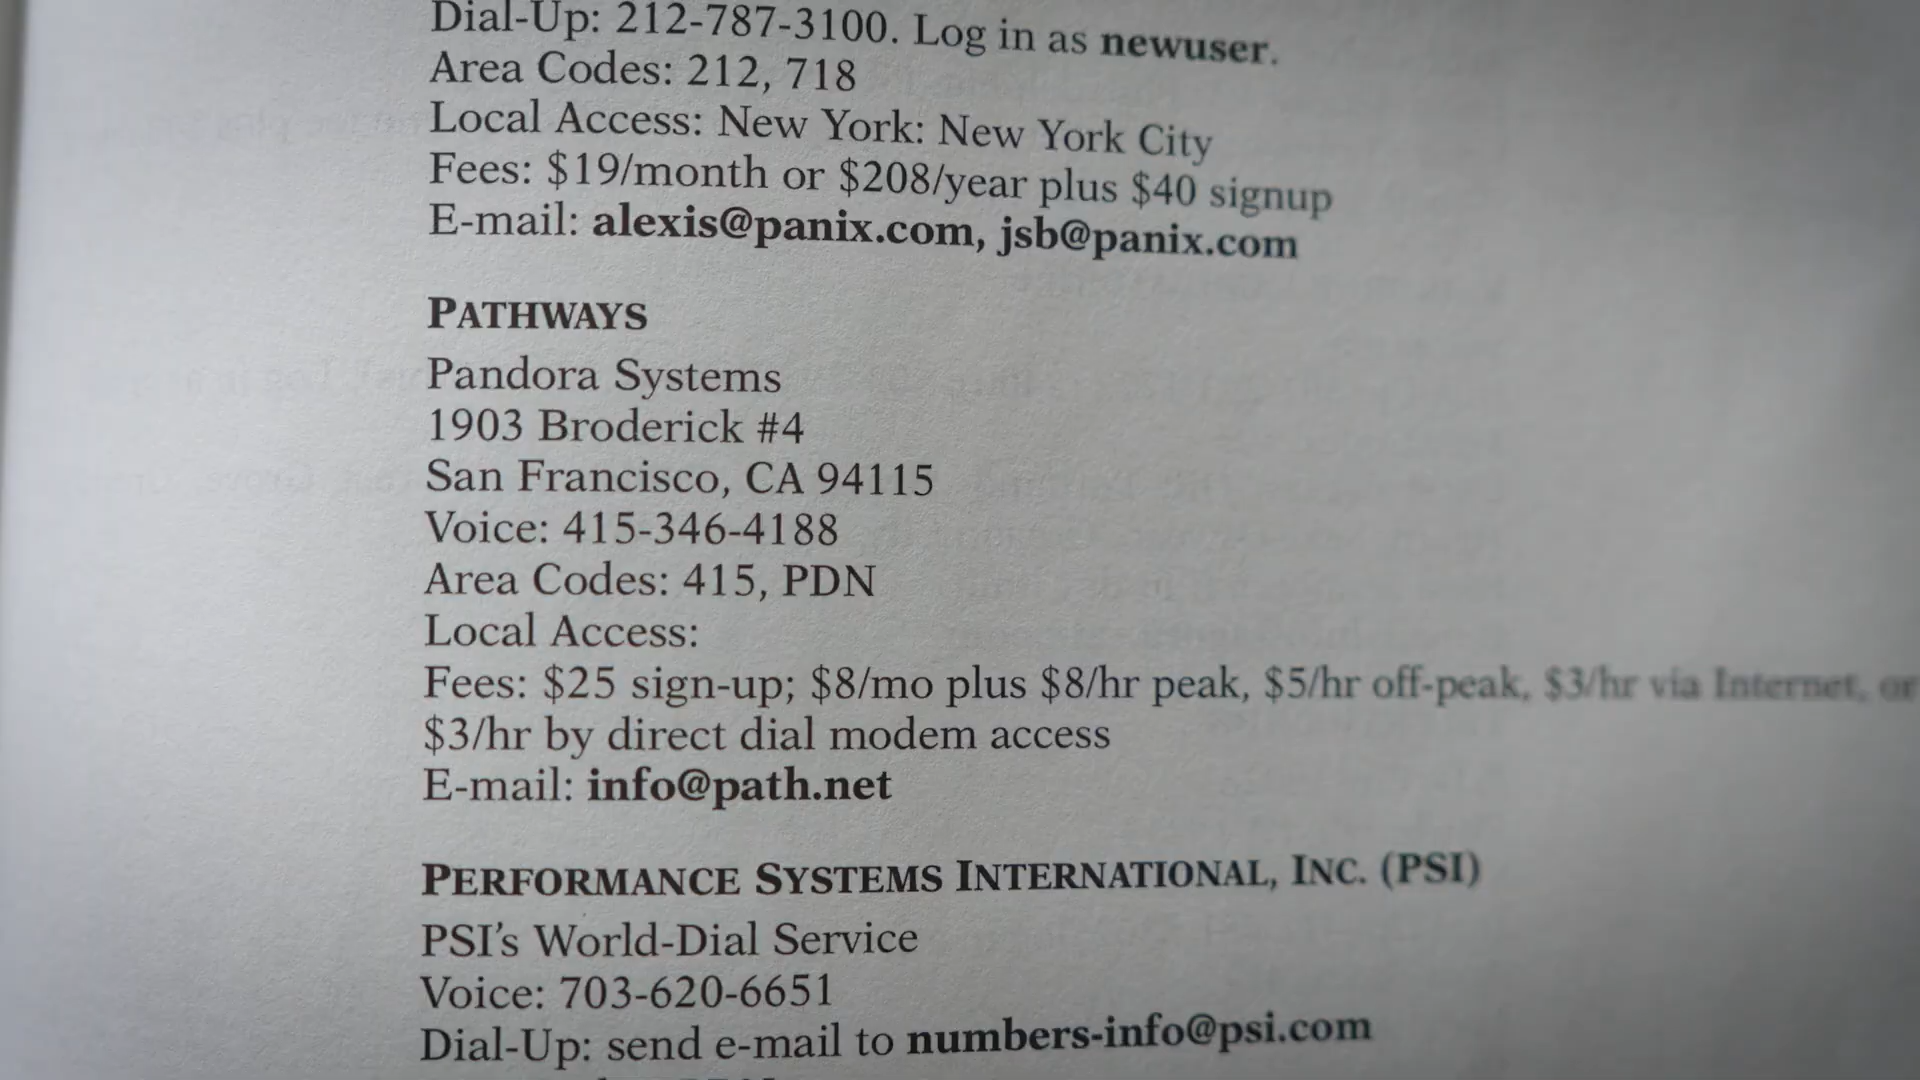 Dial-Up: 212-787-3100. Log in as newuser.
Area Codes: 212, 718
Local Access: New York: New York City
Fees: $19/month or $208/year plus $40 signup
E-mail: alexis@panix.com, jsb@panix.com
PATHWAYS
Pandora Systems
1903 Broderick #4
San Francisco, CA 94115
Voice: 415-346-4188
Area Codes: 415, PDN
Local Access:
Fees: $25 sign-up; $8/mo plus $8/hr peak, $5/hr off-peak, $3/hr via Internet, or
$3/hr by direct dial modem access
E-mail: info@path.net
PERFORMANCE SYSTEMS INTERNATIONAL, INC. (PSI)
PSI's World-Dial Service
Voice: 703-620-6651
Dial-Up: send e-mail to numbers-info@psi.com